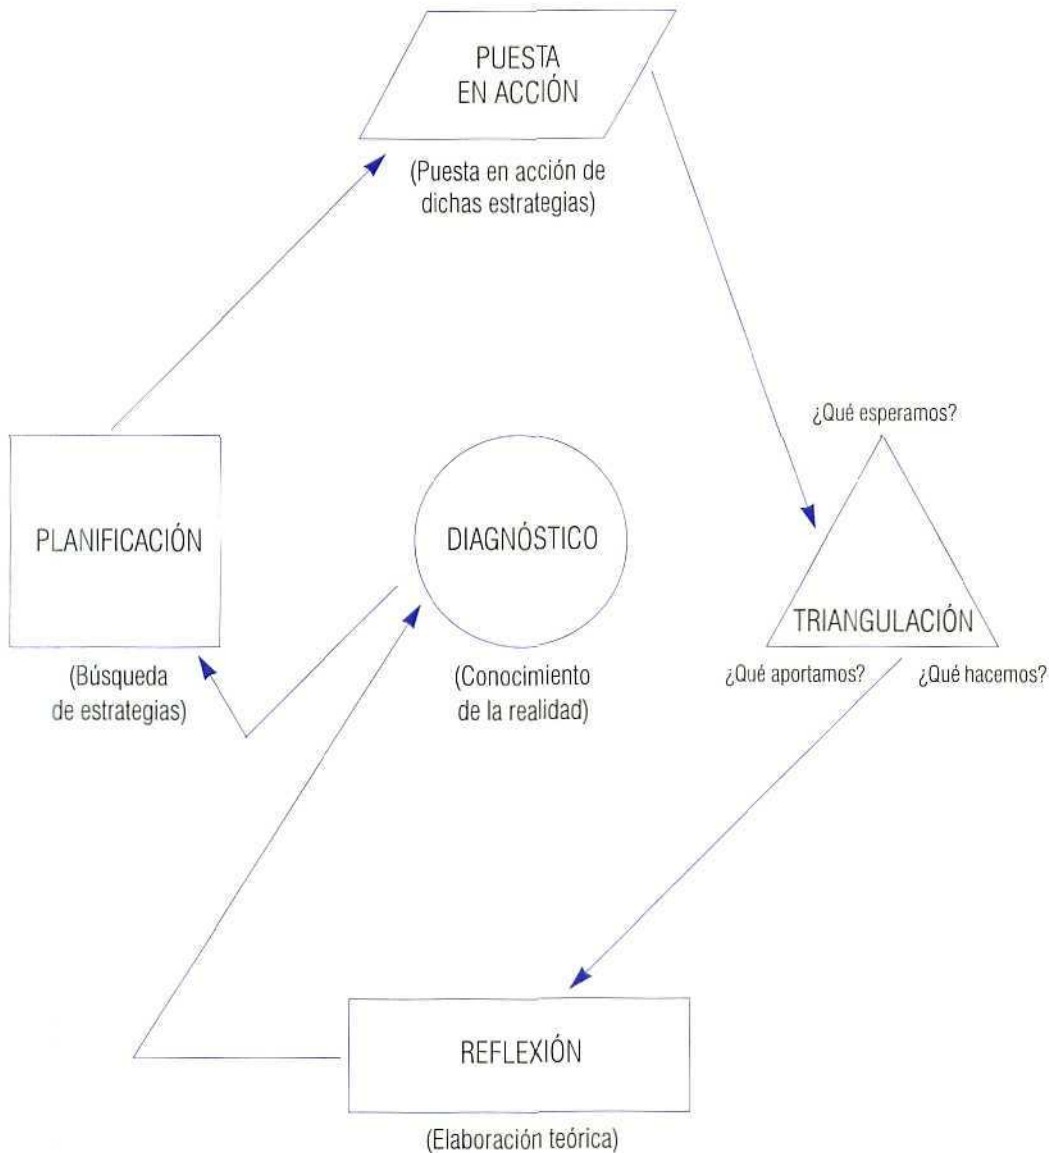 PUESTA
EN ACCIÓN
(Puesta en acción de
dichas estrategias)
¿Qué esperamos?
PLANIFICACIÓN
DIAGNÓSTICO
TRIANGULACIÓN
(Búsqueda
de estrategias)
(Conocimiento
de la realidad)
¿Qué aportamos?
¿Qué hacemos?
REFLEXIÓN
(Elaboración teórica)